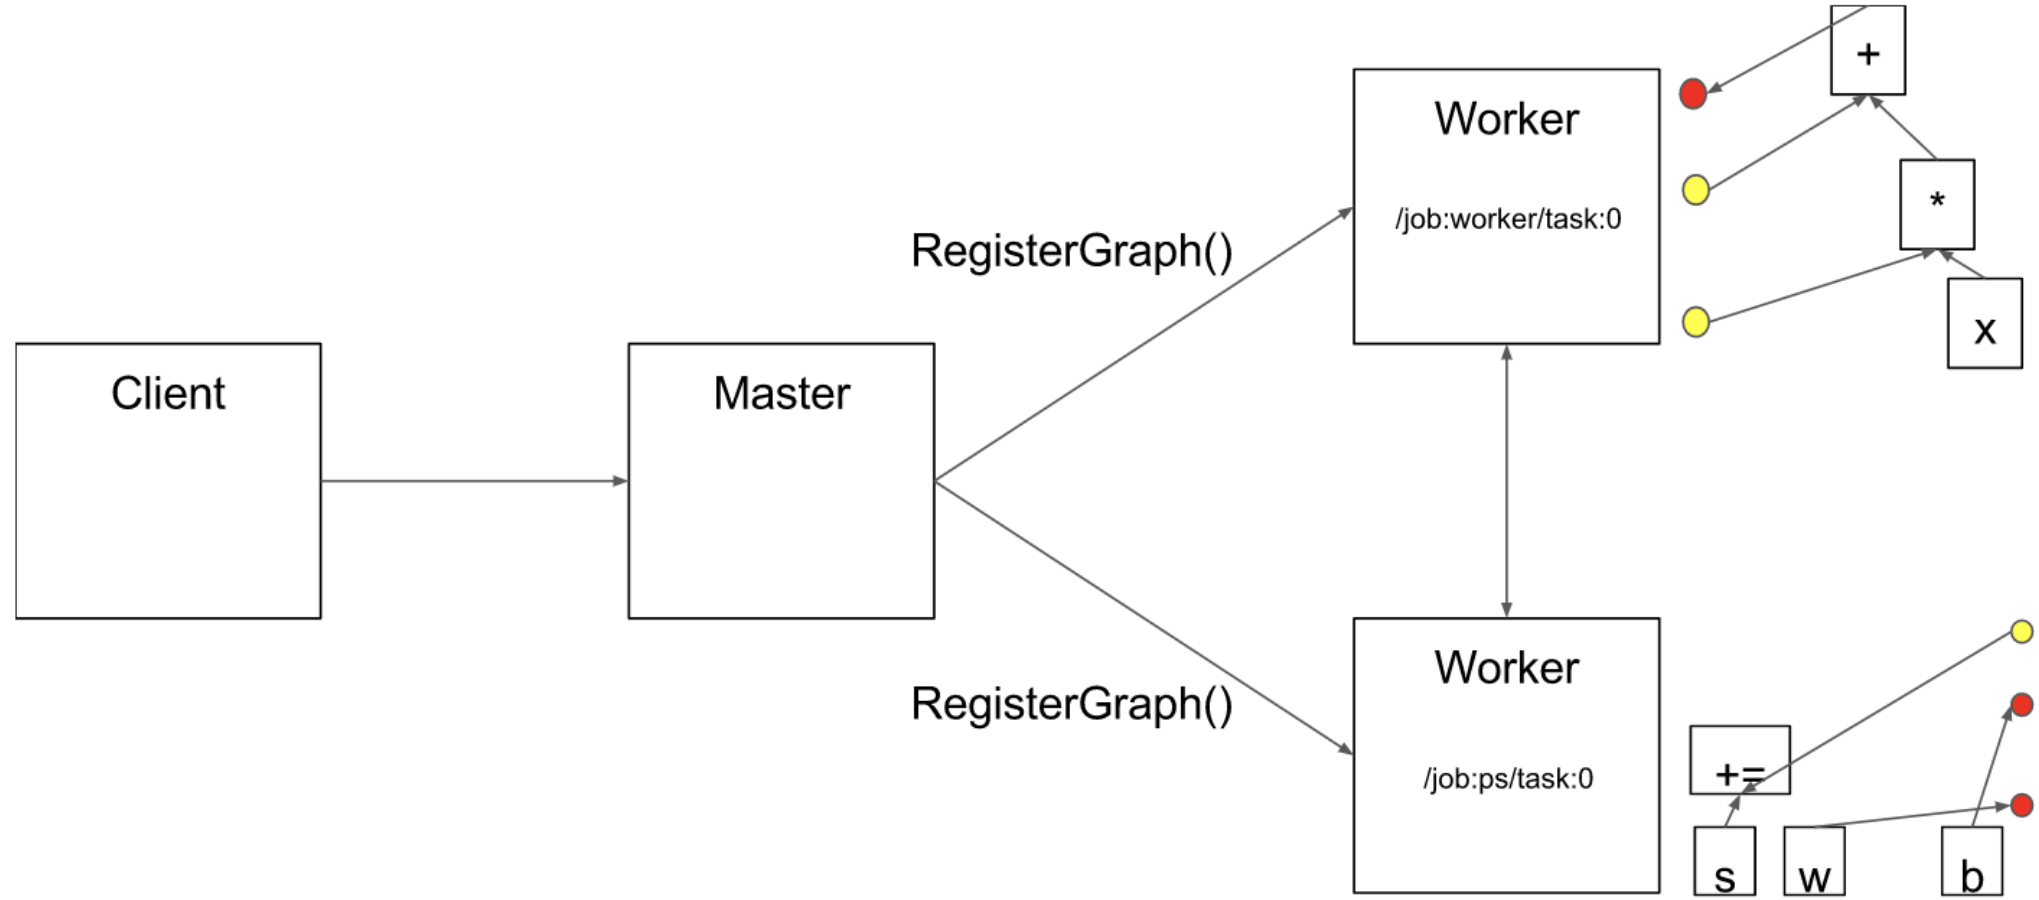 Client
Master
RegisterGraph()
RegisterGraph()
Worker
/job:worker/task:0
Worker
/job:ps/task:0
+
*
x
+=
s
w
b